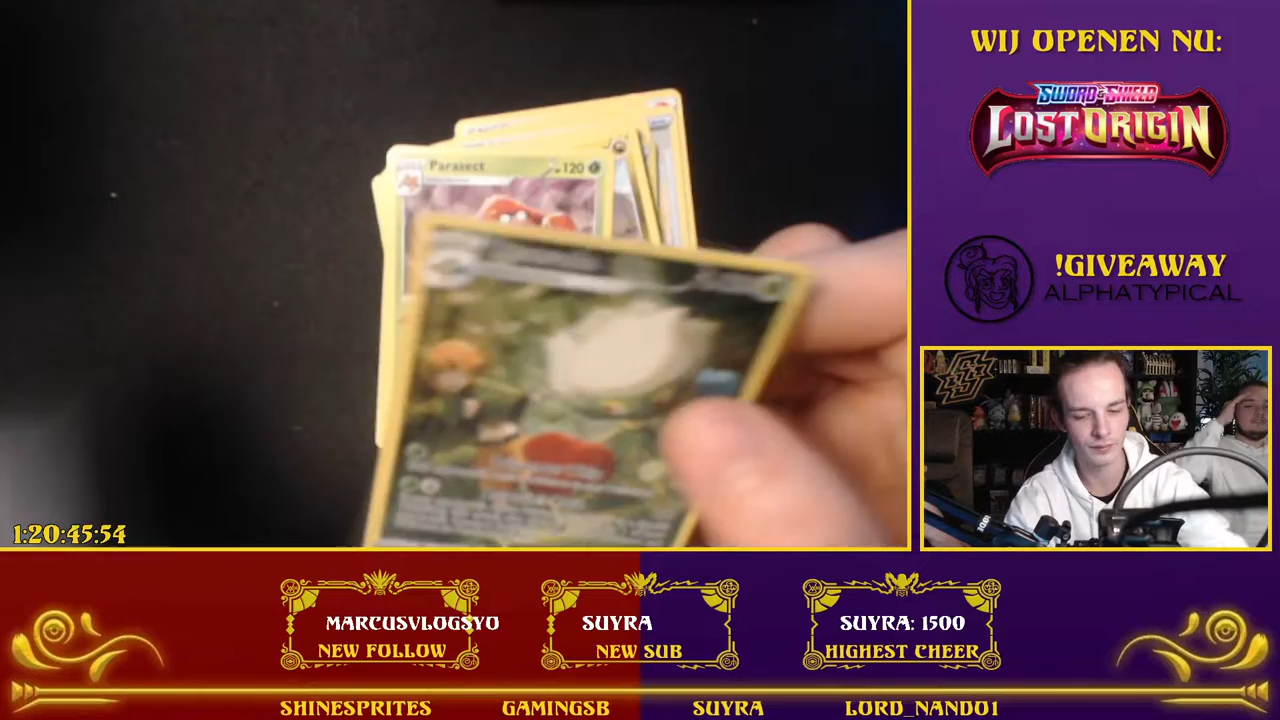 WIJ OPENEN NU:
SWORD & SHIELD
LOST ORIGIN
!GIVEAWAY
ALPHATYPICAL
Parasect 120
1:20:45:54
MARCUSVLOGSYO
NEW FOLLOW
SUYRA
NEW SUB
SUYRA: 1500
HIGHEST CHEER
SHINESPRITES GAMINGSB SUYRA LORD_NANDO1